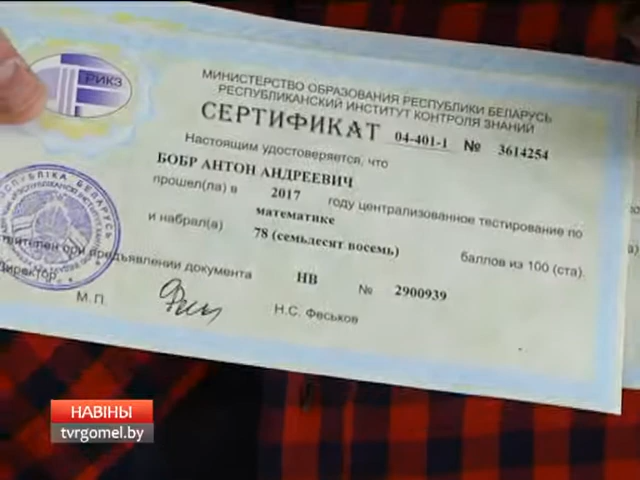 РИКЗ
МИНИСТЕРСТВО ОБРАЗОВАНИЯ РЕСПУБЛИКИ БЕЛАРУСЬ
РЕСПУБЛИКАНСКИЙ ИНСТИТУТ КОНТРОЛЯ ЗНАНИЙ
СЕРТИФИКАТ 04-401-1 № 3614254
Настоящим удостоверяется, что
БОБР АНТОН АНДРЕЕВИЧ
прошел(ла) в 2017 году централизованное тестирование по
математике
и набрал(а) 78 (семьдесят восемь) баллов из 100 (ста).
при предъявлении документа НВ № 2900939
Директор Н.С. Феськов
М.П.
НАВІНЫ
tvrgomel.by